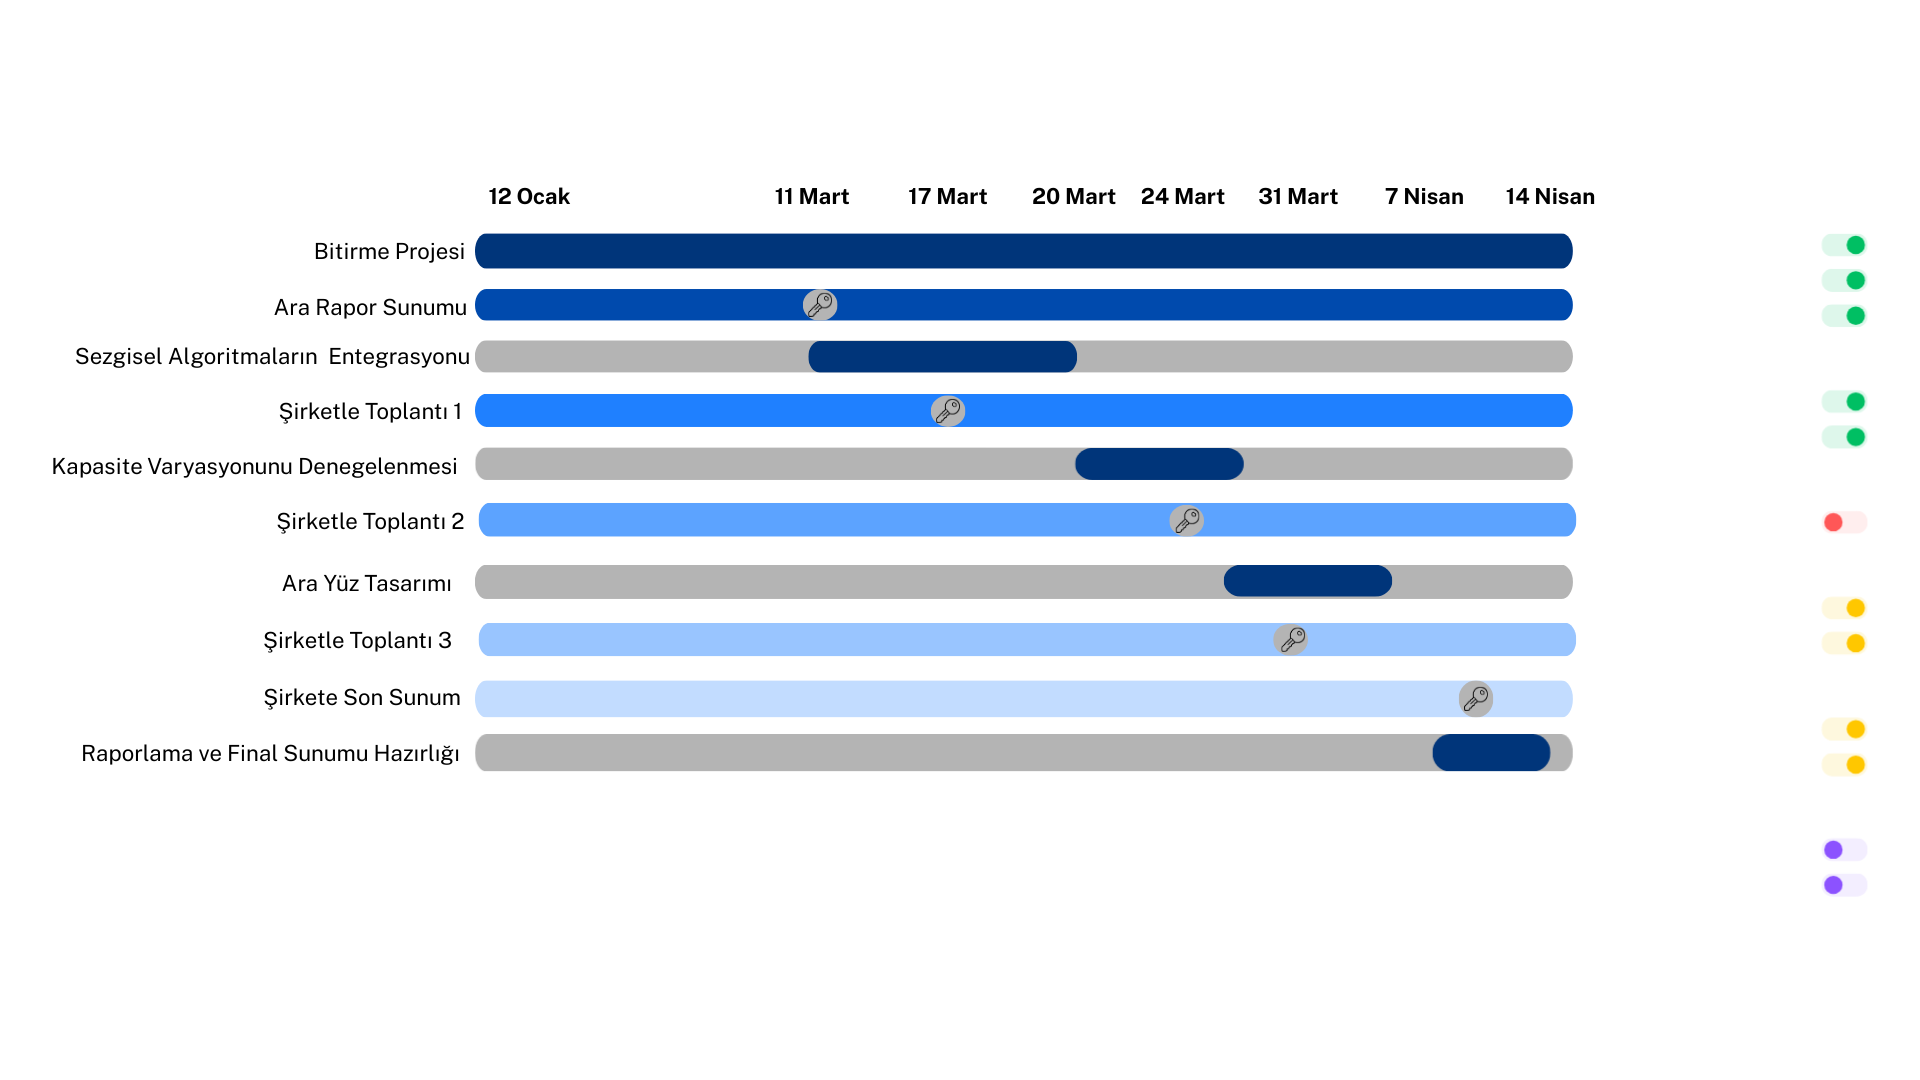 12 Ocak 11 Mart 17 Mart 20 Mart 24 Mart 31 Mart 7 Nisan 14 Nisan
Bitirme Projesi
Ara Rapor Sunumu
Sezgisel Algoritmaların Entegrasyonu
Şirketle Toplantı 1
Kapasite Varyasyonunu Denegelenmesi
Şirketle Toplantı 2
Ara Yüz Tasarımı
Şirketle Toplantı 3
Şirkete Son Sunum
Raporlama ve Final Sunumu Hazırlığı